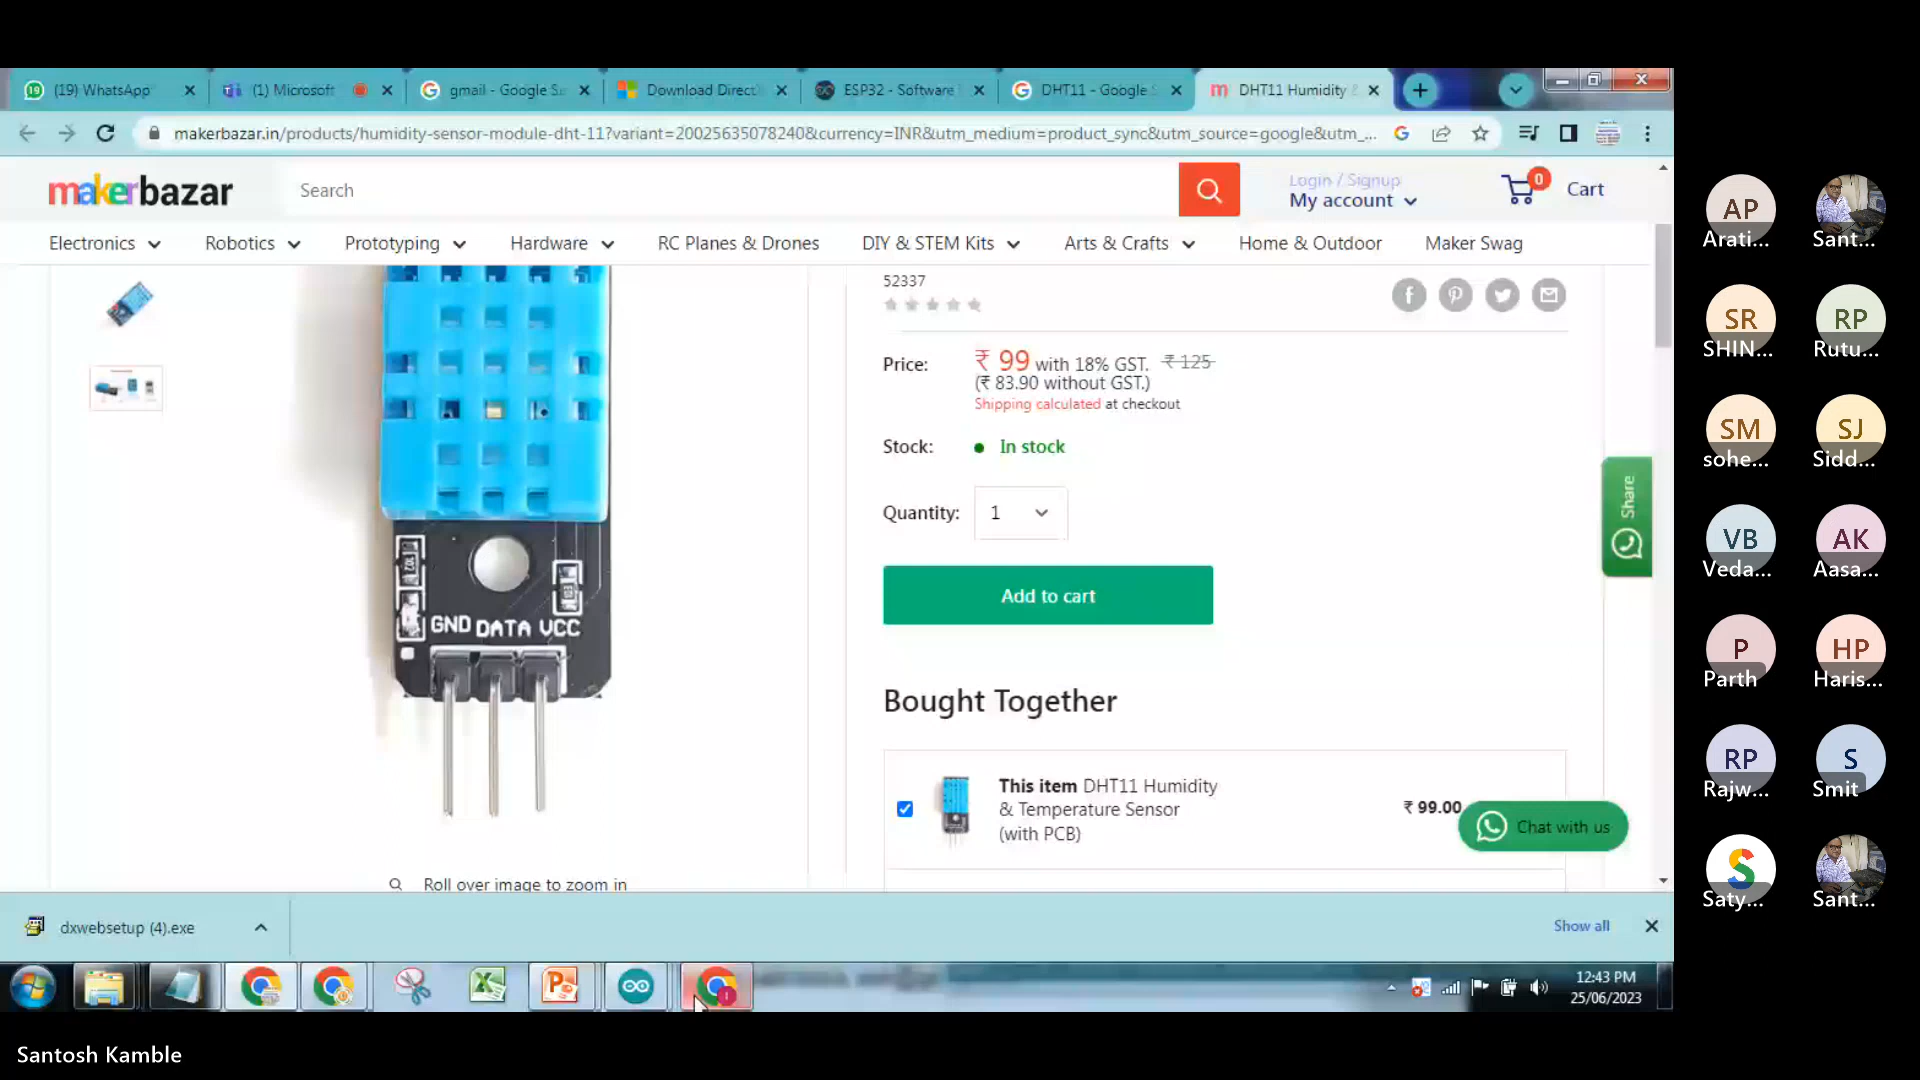 (19) WhatsApp
(1) Microsoft
gmail - Google S
Download Direct
ESP32 - Software
DHT11 - Google S
DHT11 Humidity &
makerbazar.in/products/humidity-sensor-module-dht-11?variant=20025635078240&currency=INR&utm_medium=product_sync&utm_source=google&utm_...
makerbazar
Search
Login / Signup
My account
0
Cart
Electronics
Robotics
Prototyping
Hardware
RC Planes & Drones
DIY & STEM Kits
Arts & Crafts
Home & Outdoor
Maker Swag
52337
Price:
₹ 99 with 18% GST. ₹ 125
(₹ 83.90 without GST.)
Shipping calculated at checkout
Stock:
In stock
Quantity:
1
Add to cart
Share
GND DATA VCC
Bought Together
This item DHT11 Humidity
& Temperature Sensor
(with PCB)
₹ 99.00
Chat with us
Roll over image to zoom in
dxwebsetup (4).exe
Show all
12:43 PM
25/06/2023
AP
Arati...
Sant...
SR
SHIN...
RP
Rutu...
SM
sohe...
SJ
Sidd...
VB
Veda...
AK
Aasa...
P
Parth
HP
Haris...
RP
Rajw...
S
Smit
Saty...
Sant...
Santosh Kamble